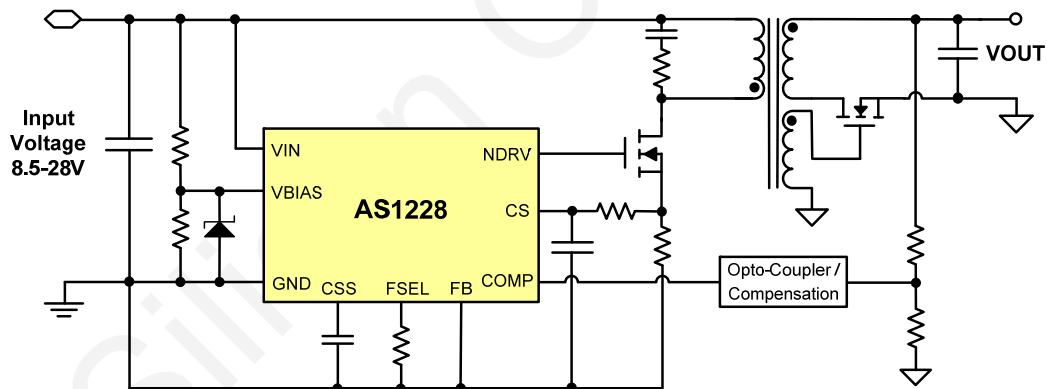 VOUT
Input
Voltage
8.5-28V
VIN
NDRV
VBIAS
AS1228
CS
GND
CSS
FSEL
FB
COMP
Opto-Coupler /
Compensation